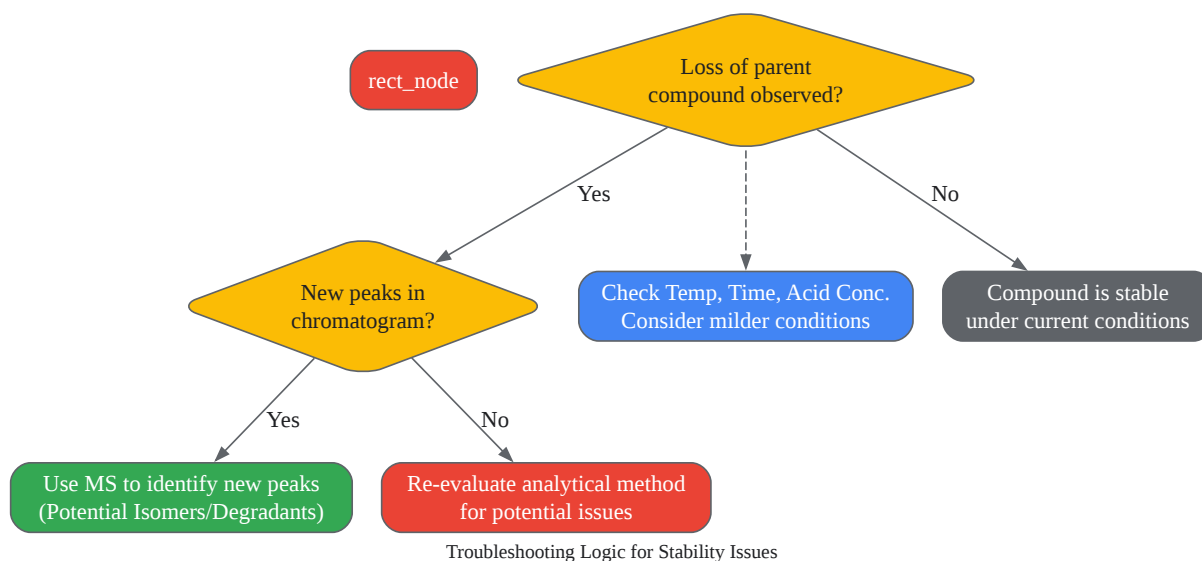 rect_node
Loss of parent
compound observed?
Yes
No
New peaks in
chromatogram?
Check Temp, Time, Acid Conc.
Consider milder conditions
Compound is stable
under current conditions
Yes
No
Use MS to identify new peaks
(Potential Isomers/Degradants)
Re-evaluate analytical method
for potential issues
Troubleshooting Logic for Stability Issues